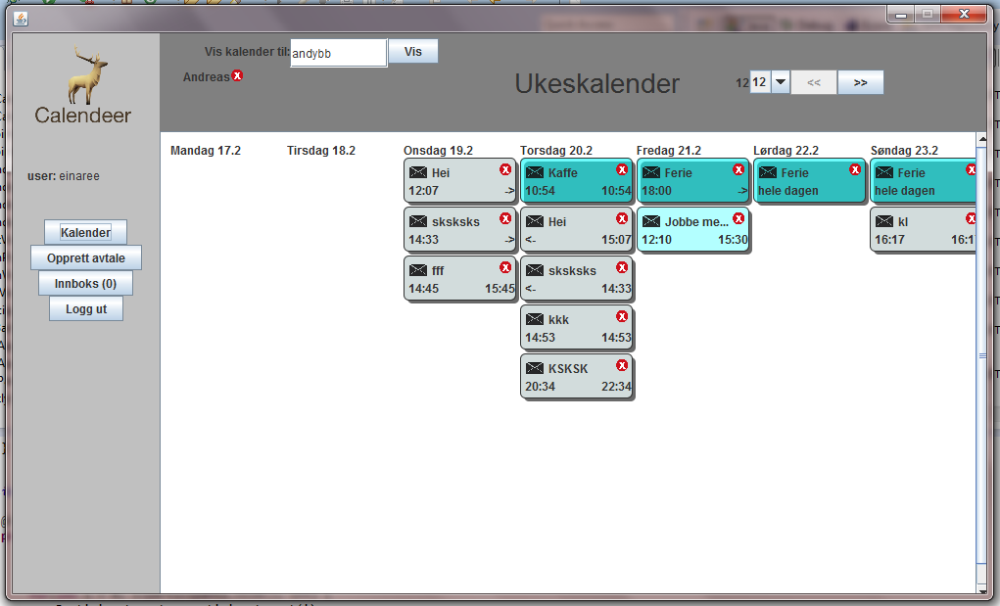 Calendeer
user: einaree
Kalender
Opprett avtale
Innboks (0)
Logg ut
Vis kalender til: andybb Vis
Andreas
Ukeskalender
12 12 << >>
Mandag 17.2 Tirsdag 18.2 Onsdag 19.2 Torsdag 20.2 Fredag 21.2 Lørdag 22.2 Søndag 23.2
Hei
12:07 ->
sksksks
14:33 ->
fff
14:45 15:45
Kaffe
10:54 10:54
Hei
<- 15:07
sksksks
<- 14:33
kkk
14:53 14:53
KSKSK
20:34 22:34
Ferie
18:00 ->
Jobbe me...
12:10 15:30
Ferie
hele dagen
Ferie
hele dagen
kl
16:17